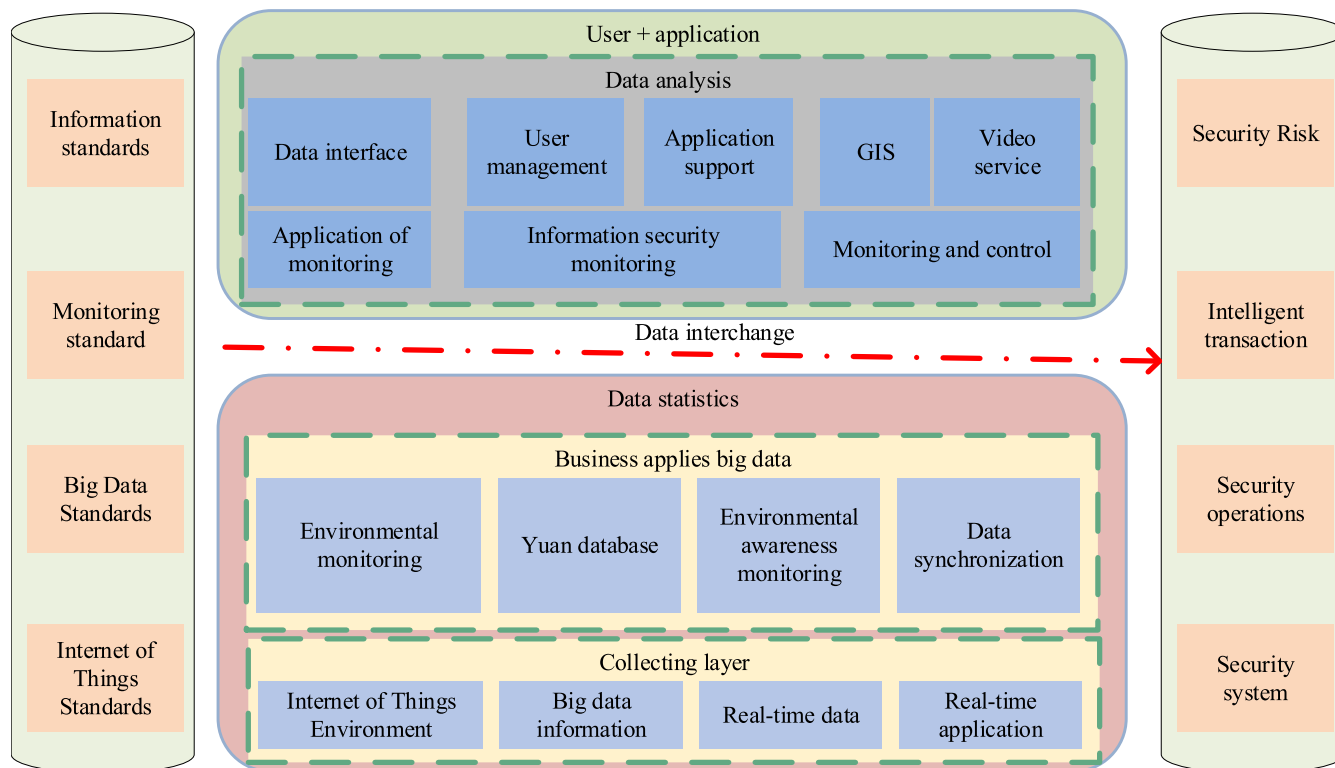 Information
standards
Monitoring
standard
Big Data
Standards
Internet of
Things
Standards
User + application
Data analysis
Data interface
User
management
Application
support
GIS
Video
service
Application of
monitoring
Information security
monitoring
Monitoring and control
Data interchange
Data statistics
Business applies big data
Environmental
monitoring
Yuan database
Environmental
awareness
monitoring
Data
synchronization
Collecting layer
Internet of Things
Environment
Big data
information
Real-time data
Real-time
application
Security Risk
Intelligent
transaction
Security
operations
Security
system